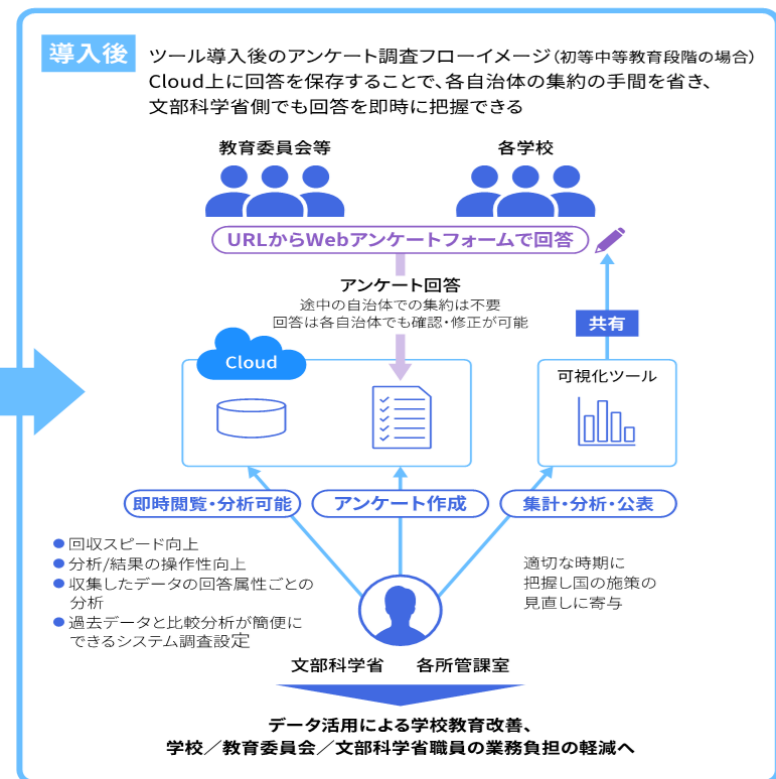 導入後
ツール導入後のアンケート調査フローイメージ(初等中等教育段階の場合)
Cloud上に回答を保存することで、各自治体の集約の手間を省き、
文部科学省側でも回答を即時に把握できる
教育委員会等
各学校
URLからWebアンケートフォームで回答
アンケート回答
途中の自治体での集約は不要
回答は各自治体でも確認・修正が可能
共有
Cloud
可視化ツール
即時閲覧・分析可能
アンケート作成
集計・分析・公表
●回収スピード向上
●分析/結果の操作性向上
●収集したデータの回答属性ごとの
分析
●過去データと比較分析が簡便に
できるシステム調査設定
適切な時期に
把握し国の施策の
見直しに寄与
文部科学省 各所管課室
データ活用による学校教育改善、
学校/教育委員会/文部科学省職員の業務負担の軽減へ